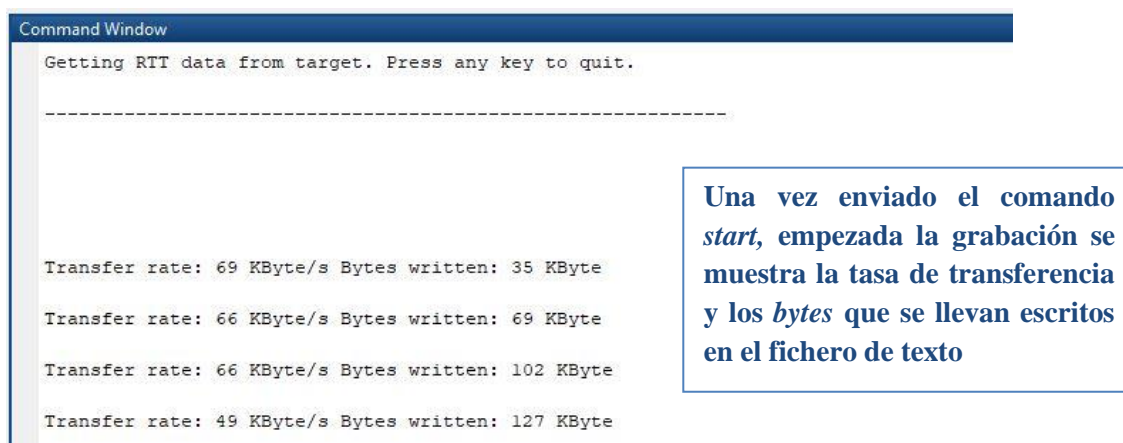 Command Window
Getting RTT data from target. Press any key to quit.
------------------------------------------------------------
Transfer rate: 69 KByte/s Bytes written: 35 KByte
Transfer rate: 66 KByte/s Bytes written: 69 KByte
Transfer rate: 66 KByte/s Bytes written: 102 KByte
Transfer rate: 49 KByte/s Bytes written: 127 KByte
Una vez enviado el comando
start, empezada la grabación se
muestra la tasa de transferencia
y los bytes que se llevan escritos
en el fichero de texto